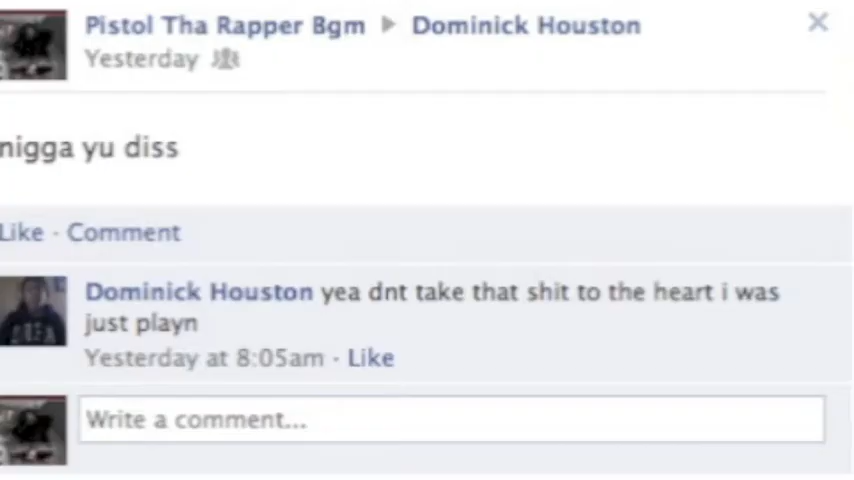 Pistol Tha Rapper Bgm ▶ Dominick Houston
Yesterday
nigga yu diss
Like · Comment
Dominick Houston yea dnt take that shit to the heart i was
just playn
Yesterday at 8:05am · Like
Write a comment...